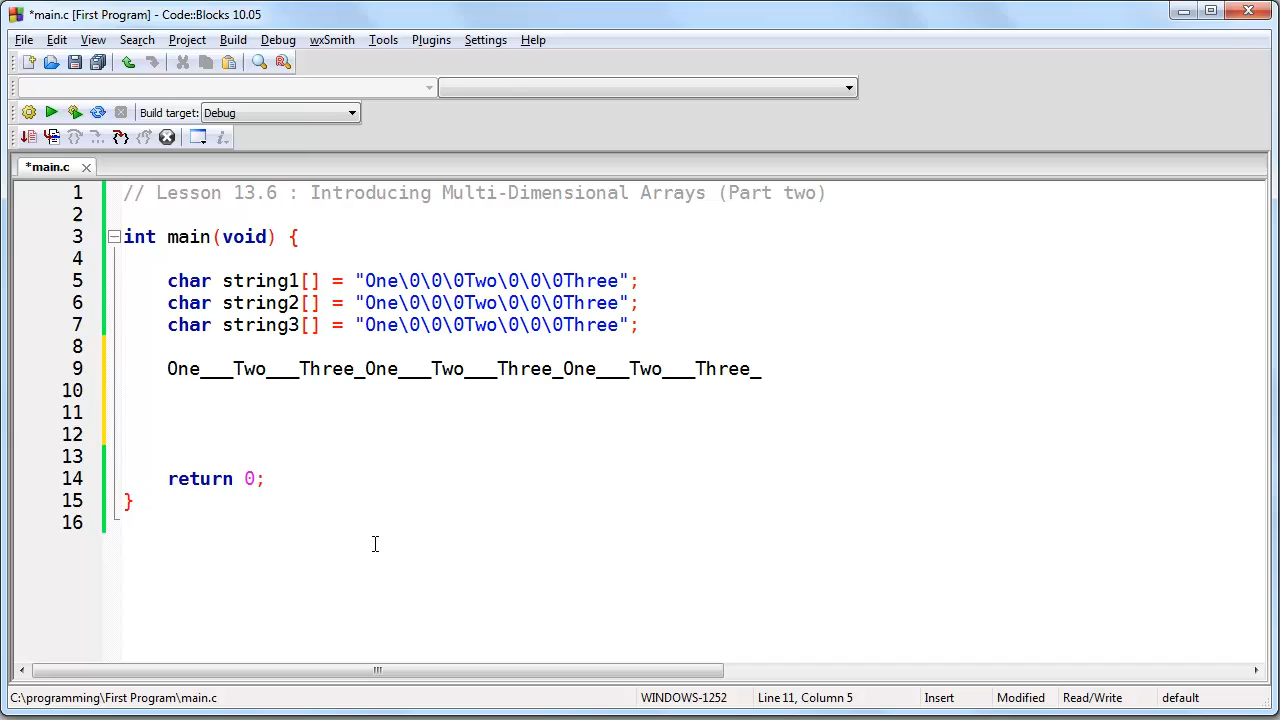 *main.c [First Program] - Code::Blocks 10.05
File Edit View Search Project Build Debug wxSmith Tools Plugins Settings Help
Build target: Debug
*main.c
1 // Lesson 13.6 : Introducing Multi-Dimensional Arrays (Part two)
2
3 int main(void) {
4
5 char string1[] = "One\0\0\0Two\0\0\0Three";
6 char string2[] = "One\0\0\0Two\0\0\0Three";
7 char string3[] = "One\0\0\0Two\0\0\0Three";
8
9 One___Two___Three_One___Two___Three_One___Two___Three_
10
11
12
13
14 return 0;
15 }
16
C:\programming\First Program\main.c WINDOWS-1252 Line 11, Column 5 Insert Modified Read/Write default